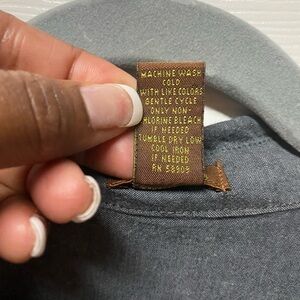 MACHINE WASH
COLD
WITH LIKE COLORS
GENTLE CYCLE
ONLY NON-
CHLORINE BLEACH
IF NEEDED
TUMBLE DRY LOW
COOL IRON
IF NEEDED
RN 58909